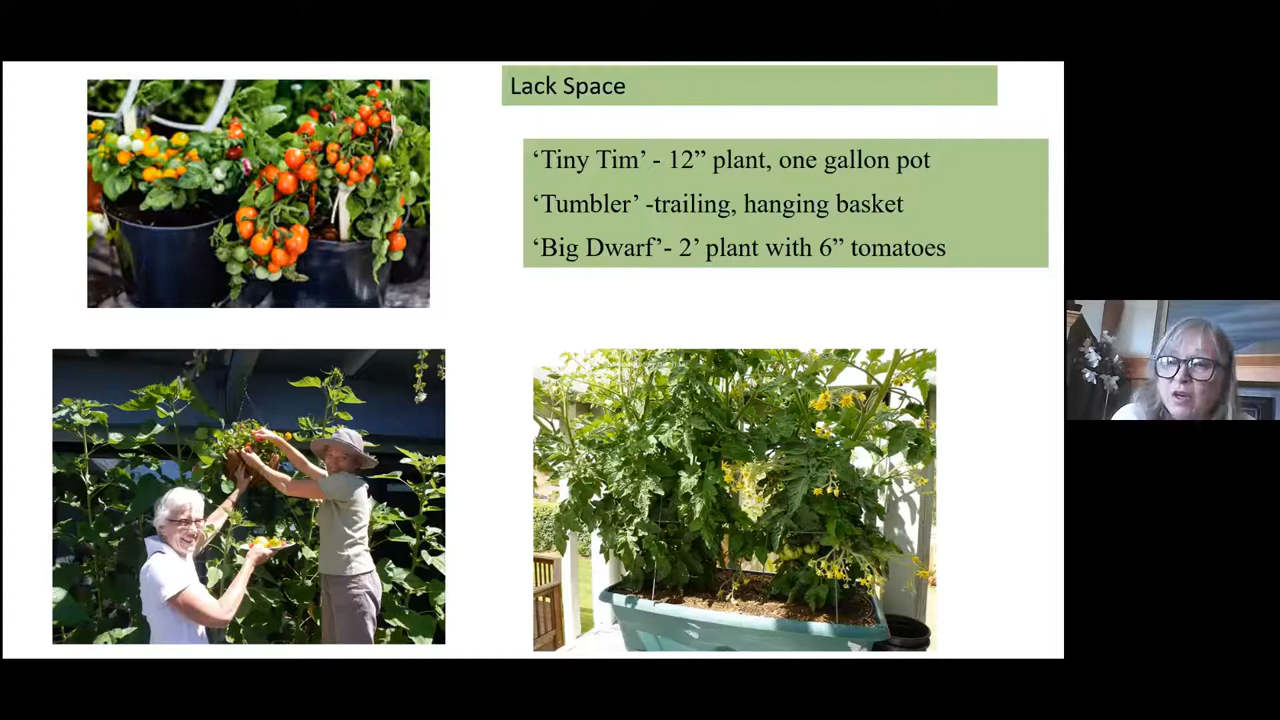 Lack Space
‘Tiny Tim’ - 12” plant, one gallon pot
‘Tumbler’ -trailing, hanging basket
‘Big Dwarf’- 2’ plant with 6” tomatoes